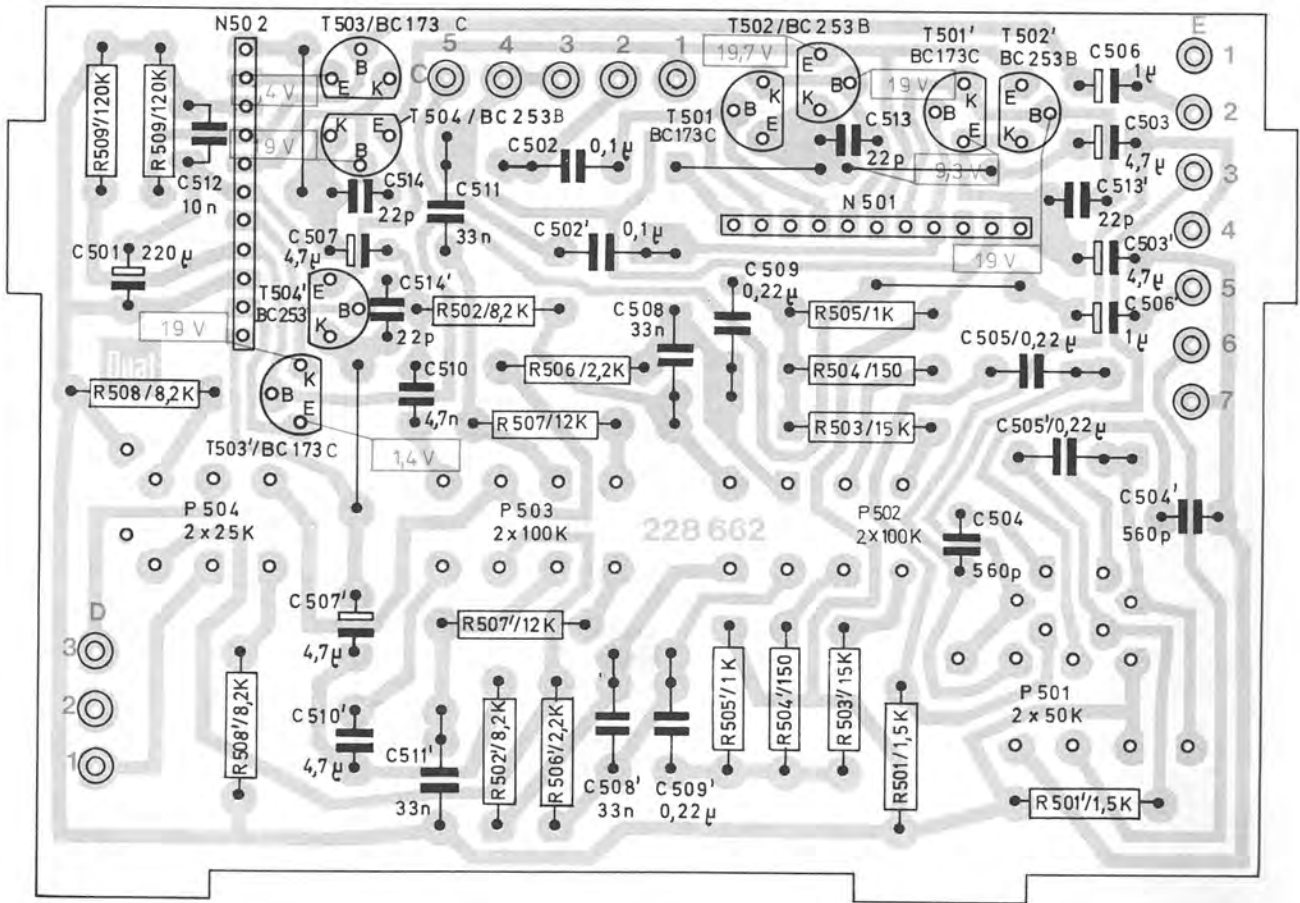 N502
T503/BC173 C
T502/BC253B
T501'
BC173C
T502'
BC253B
E
C506
1µ
1
5
4
3
2
1
C
19,7 V
19 V
R509'/120K
R509/120K
,4 V
9 V
B
E
K
T504/BC253B
K
E
B
C502
0,1µ
T501
BC173C
K
B
E
E
B
K
C513
22p
K
B
E
E
B
K
2
C503
4,7µ
3
C512
10n
C514
22p
C511
33n
9,3 V
C513'
22p
N501
C501
220µ
C507
4,7µ
C502'
0,1µ
19 V
4
C503'
4,7µ
5
T504'
BC253
E
B
K
C514'
22p
R502/8,2K
C508
33n
C509
0,22µ
R505/1K
C506'
1µ
19 V
Dual
C505/0,22µ
6
R508/8,2K
K
B
E
C510
4,7n
R506/2,2K
R504/150
7
R507/12K
R503/15K
T503'/BC173C
1,4 V
C505'/0,22µ
C504'
560p
P504
2x25K
P503
2x100K
228 662
P502
2x100K
C504
560p
D
C507'
4,7µ
R507'/12K
3
R508'/8,2K
R505'/1K
R504'/150
R503'/15K
2
C510'
4,7µ
R502'/8,2K
R506'/2,2K
R501/1,5K
P501
2x50K
1
C511'
33n
C508'
33n
C509'
0,22µ
R501'/1,5K